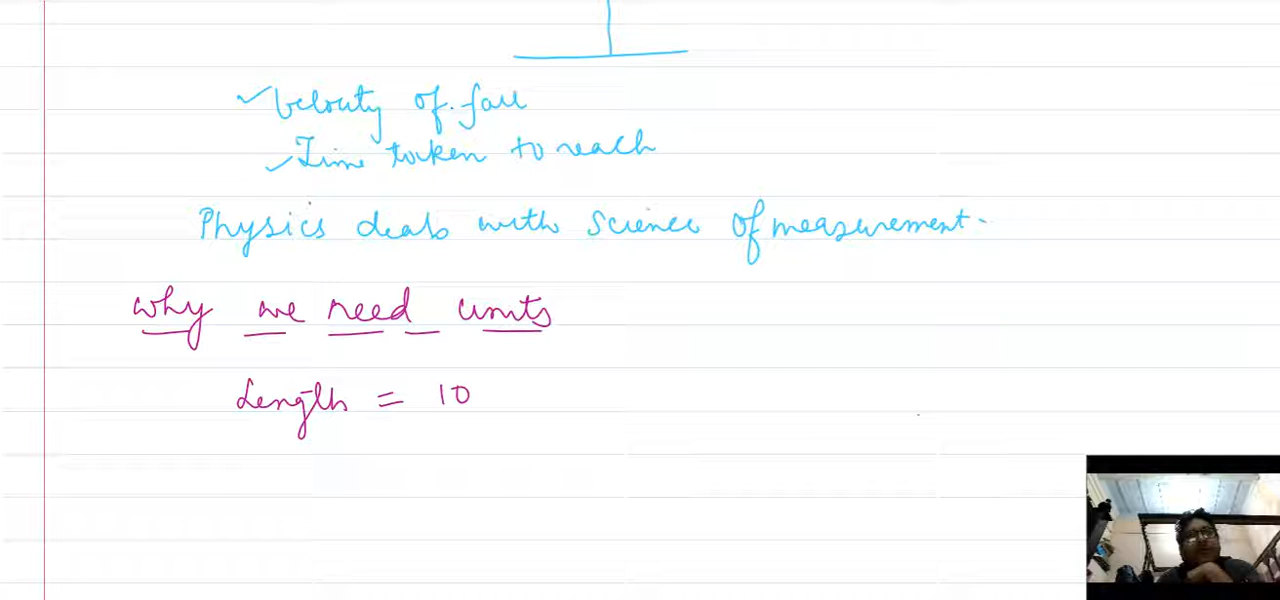 Velocity of fall
Time taken to reach
Physics deals with science of measurement.
why we need units
Length = 10